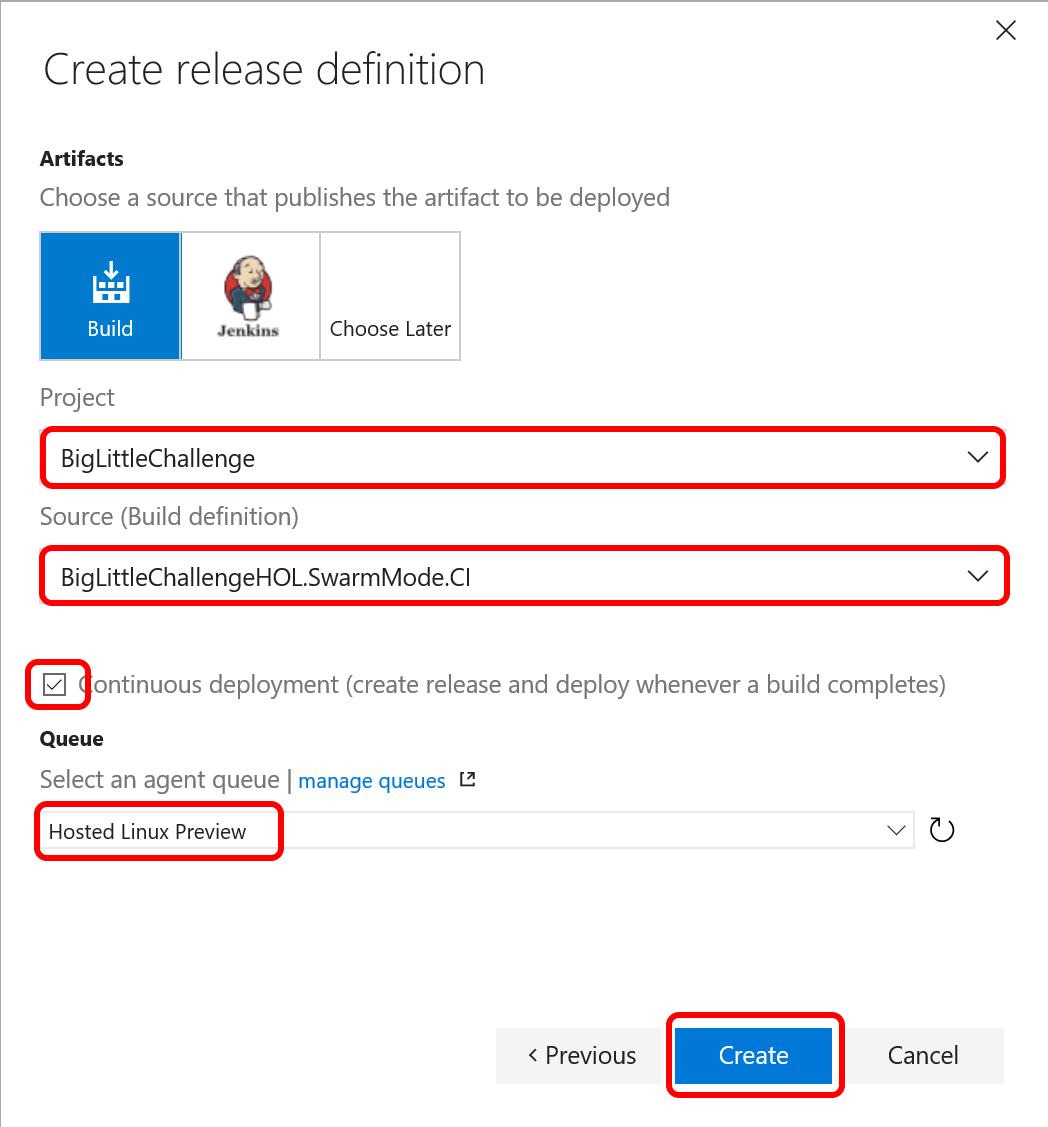 Create release definition
Artifacts
Choose a source that publishes the artifact to be deployed
Build
Jenkins
Choose Later
Project
BigLittleChallenge
Source (Build definition)
BigLittleChallengeHOL.SwarmMode.CI
Continuous deployment (create release and deploy whenever a build completes)
Queue
Select an agent queue | manage queues
Hosted Linux Preview
< Previous
Create
Cancel